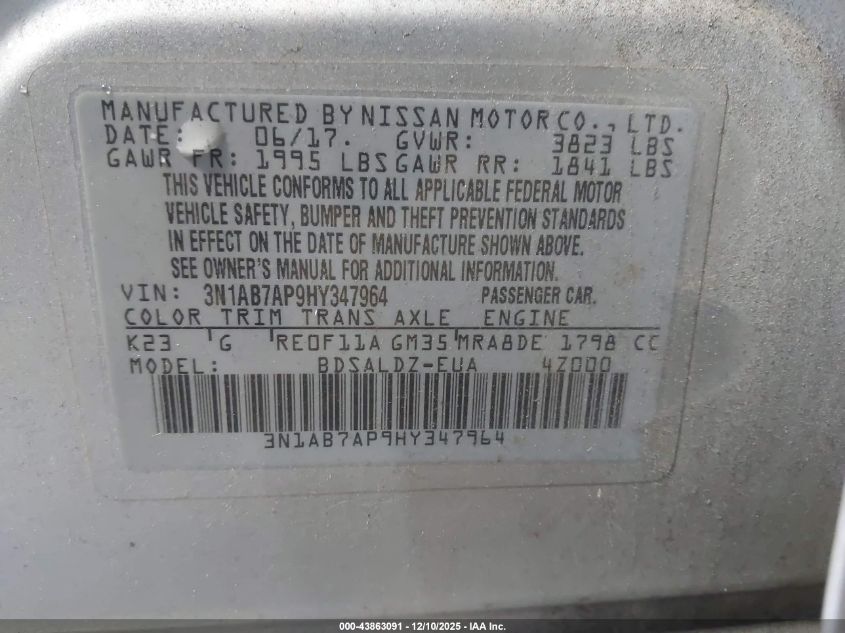 MANUFACTURED BY NISSAN MOTOR CO., LTD.
DATE: 06/17. GVWR: 3823 LBS
GAWR FR: 1995 LBS GAWR RR: 1841 LBS
THIS VEHICLE CONFORMS TO ALL APPLICABLE FEDERAL MOTOR
VEHICLE SAFETY, BUMPER AND THEFT PREVENTION STANDARDS
IN EFFECT ON THE DATE OF MANUFACTURE SHOWN ABOVE.
SEE OWNER'S MANUAL FOR ADDITIONAL INFORMATION.
VIN: 3N1AB7AP9HY347964 PASSENGER CAR.
COLOR TRIM TRANS AXLE ENGINE
K23 G RE0F11A GM35 MRA8DE 1798 CC
MODEL: BDSALDZ-EUA 4Z000
3N1AB7AP9HY347964
000-43863091 - 12/10/2025 - IAA Inc.